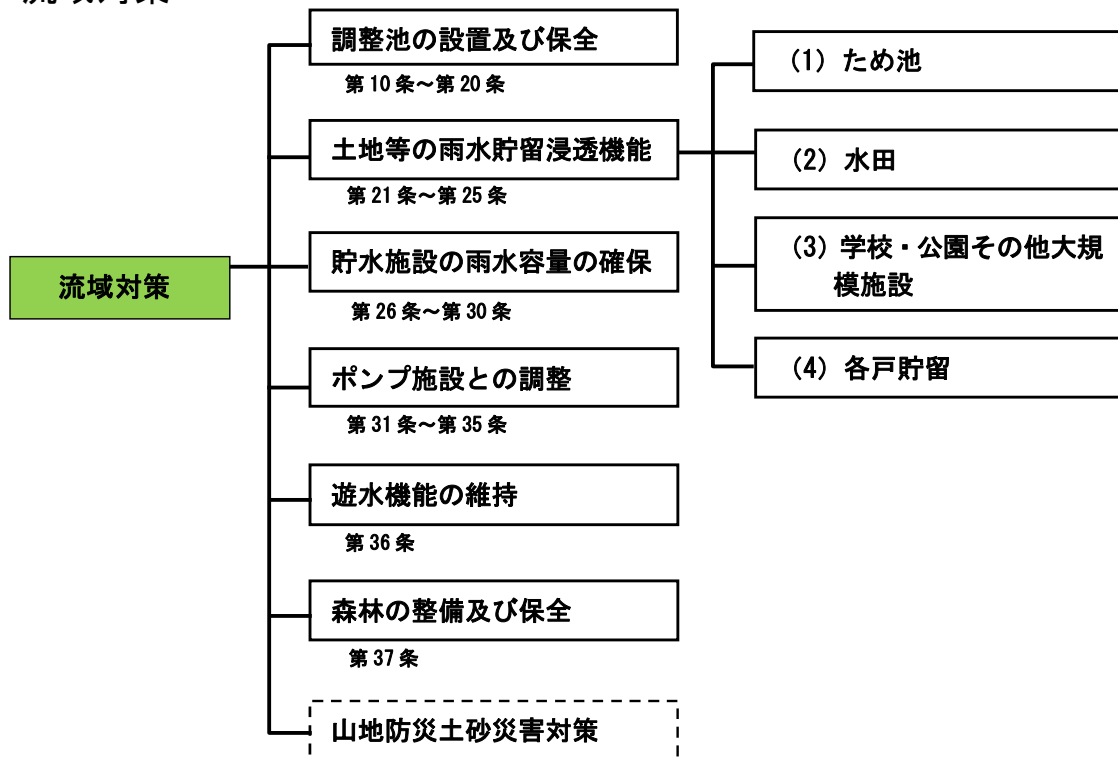 流域対策
調整池の設置及び保全
第10条～第20条
土地等の雨水貯留浸透機能
第21条～第25条
貯水施設の雨水容量の確保
第26条～第30条
ポンプ施設との調整
第31条～第35条
遊水機能の維持
第36条
森林の整備及び保全
第37条
山地防災土砂災害対策
(1) ため池
(2) 水田
(3) 学校・公園その他大規
模施設
(4) 各戸貯留